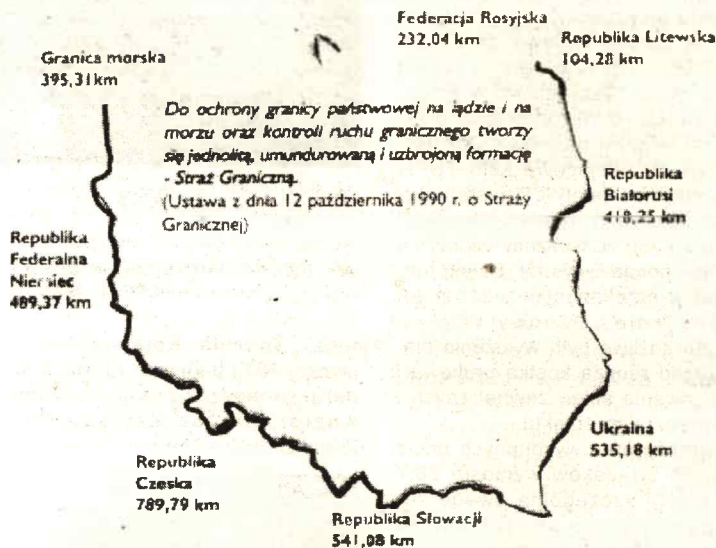 Federacja Rosyjska
232,04 km
Republika Litewska
104,28 km
Granica morska
395,31km
Do ochrony granicy państwowej na lądzie i na
morzu oraz kontroli ruchu granicznego tworzy
się jednolitą, umundurowaną i uzbrojoną formację
- Straż Graniczną.
(Ustawa z dnia 12 października 1990 r. o Straży
Granicznej)
Republika
Białorusi
418,25 km
Republika
Federalna
Niemiec
489,37 km
Ukraina
535,18 km
Republika
Czeska
789,79 km
Republika Słowacji
541,08 km